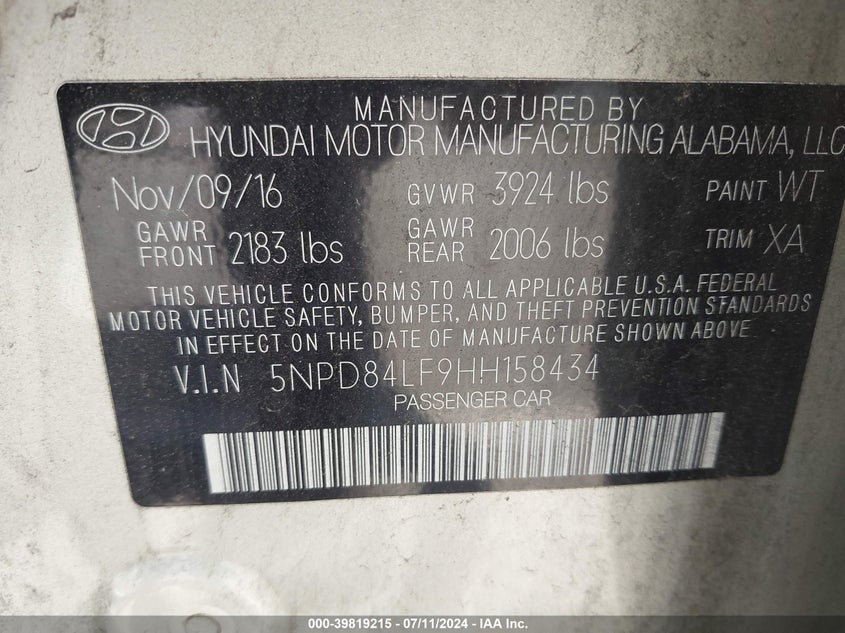 MANUFACTURED BY
HYUNDAI MOTOR MANUFACTURING ALABAMA, LLC
Nov/09/16 GVWR 3924 lbs PAINT WT
GAWR FRONT 2183 lbs GAWR REAR 2006 lbs TRIM XA
THIS VEHICLE CONFORMS TO ALL APPLICABLE U.S.A. FEDERAL
MOTOR VEHICLE SAFETY, BUMPER, AND THEFT PREVENTION STANDARDS
IN EFFECT ON THE DATE OF MANUFACTURE SHOWN ABOVE
V.I.N 5NPD84LF9HH158434
PASSENGER CAR
000-39819215 - 07/11/2024 - IAA Inc.